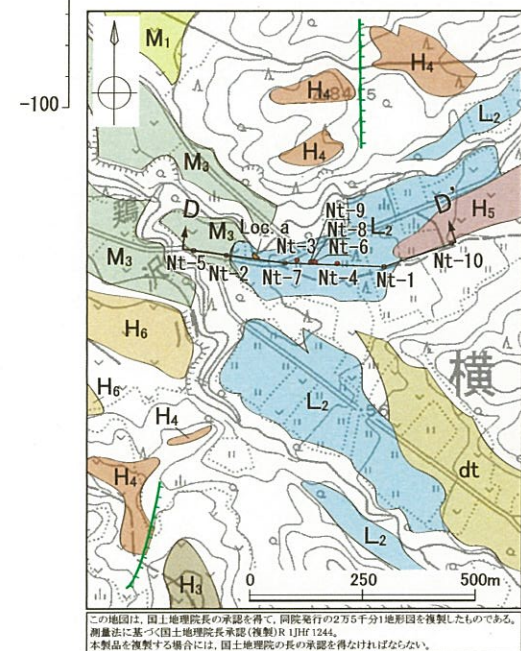 -100
M₁
H₄
H₄
H₄
L₂
M₃
鶏
沢
D
M₃
Loc. a
Nt-9
Nt-8
Nt-6
Nt-3
L₂
D'
H₅
M₃
Nt-5
Nt-2
Nt-7
Nt-4
Nt-1
Nt-10
H₆
横
H₆
H₄
L₂
H₄
dt
L₂
H₃
0 250 500m
この地図は、国土地理院長の承認を得て、同院発行の2万5千分1地形図を複製したものである。
測量法に基づく国土地理院長承認(複製)R 1JHf 1244。
本製品を複製する場合には、国土地理院の長の承認を得なければならない。